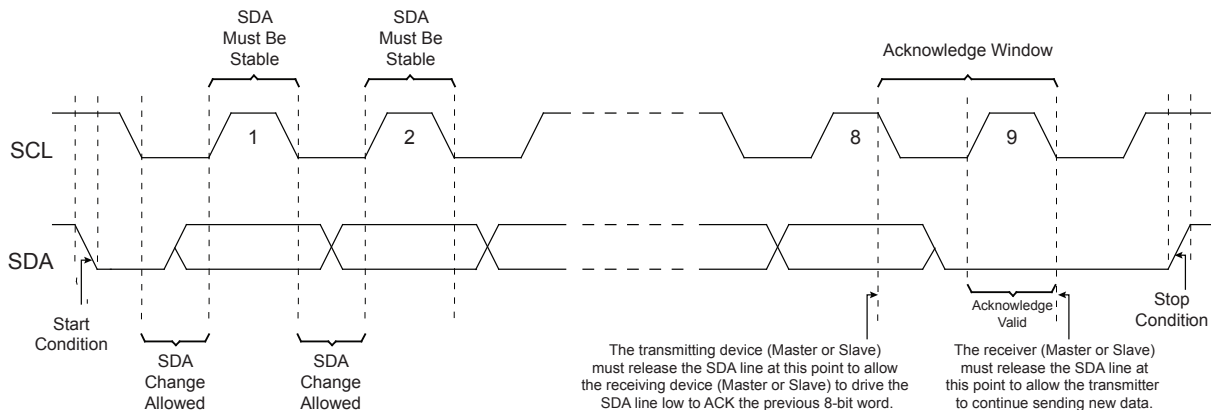 SDA
Must Be
Stable
SDA
Must Be
Stable
Acknowledge Window
SCL
1
2
8
9
SDA
Start
Condition
SDA
Change
Allowed
SDA
Change
Allowed
Acknowledge
Valid
Stop
Condition
The transmitting device (Master or Slave)
must release the SDA line at this point to allow
the receiving device (Master or Slave) to drive the
SDA line low to ACK the previous 8-bit word.
The receiver (Master or Slave)
must release the SDA line at
this point to allow the transmitter
to continue sending new data.